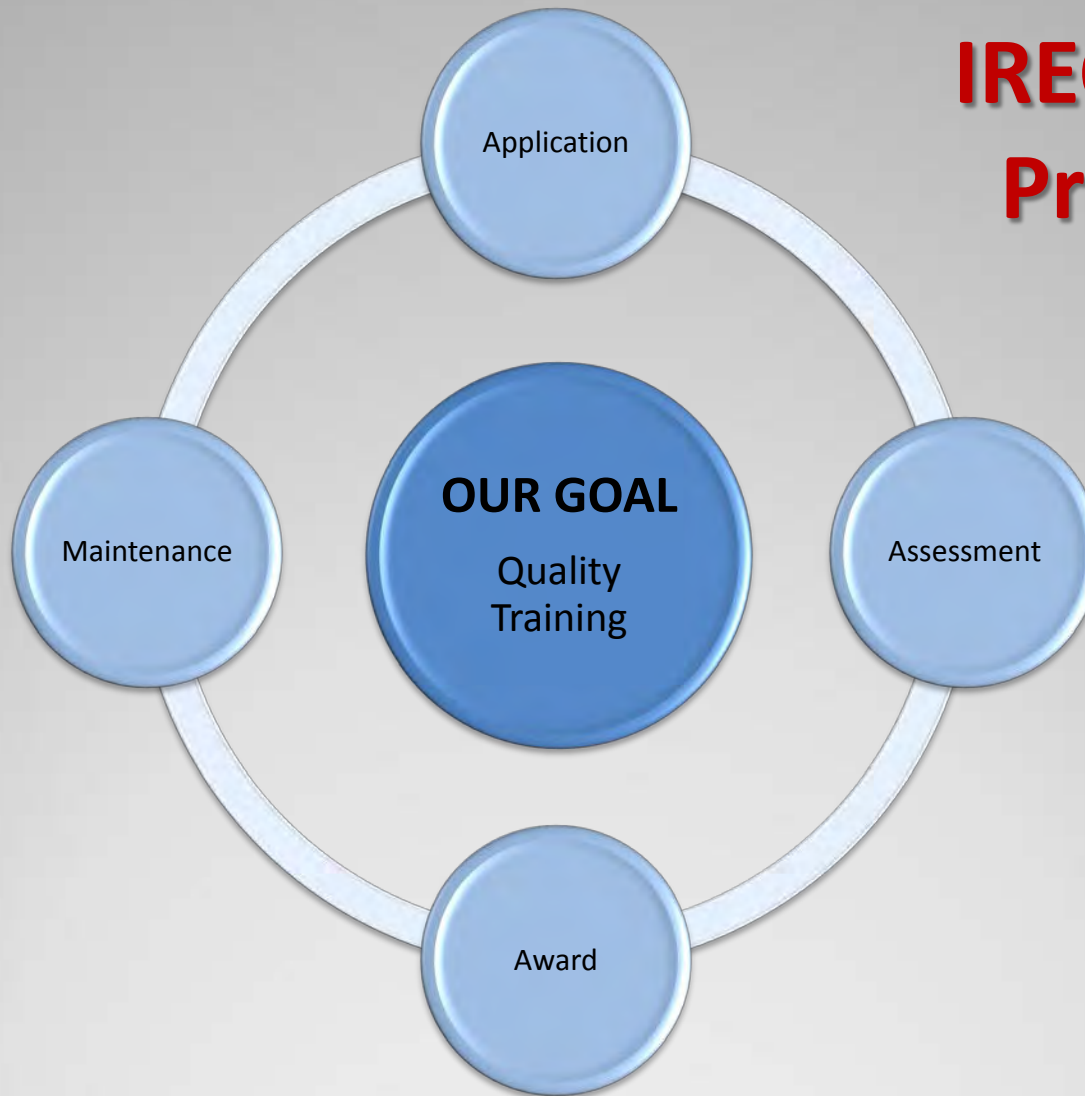 Application
Maintenance
OUR GOAL
Quality
Training
Assessment
Award